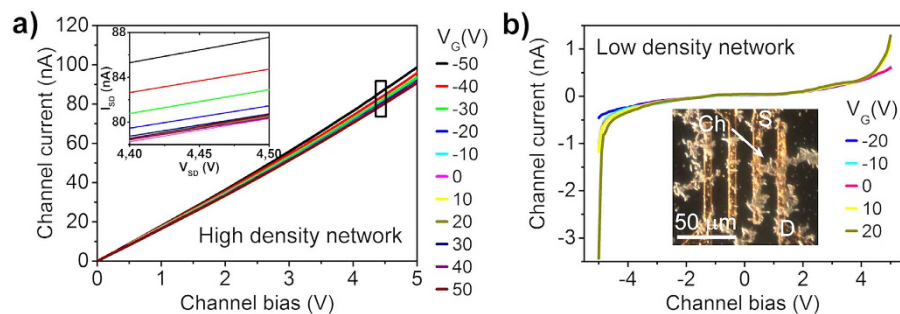 a)
Channel current (nA)
120
100
80
60
40
20
0
0
1
2
3
4
5
Channel bias (V)
High density network
I_SD (nA)
88
84
80
4,40
4,45
4,50
V_SD (V)
V_G(V)
-50
-40
-30
-20
-10
0
10
20
30
40
50
b)
Channel current (nA)
1
0
-1
-2
-3
-4
-2
0
2
4
Channel bias (V)
Low density network
Ch
S
D
50 µm
V_G(V)
-20
-10
0
10
20